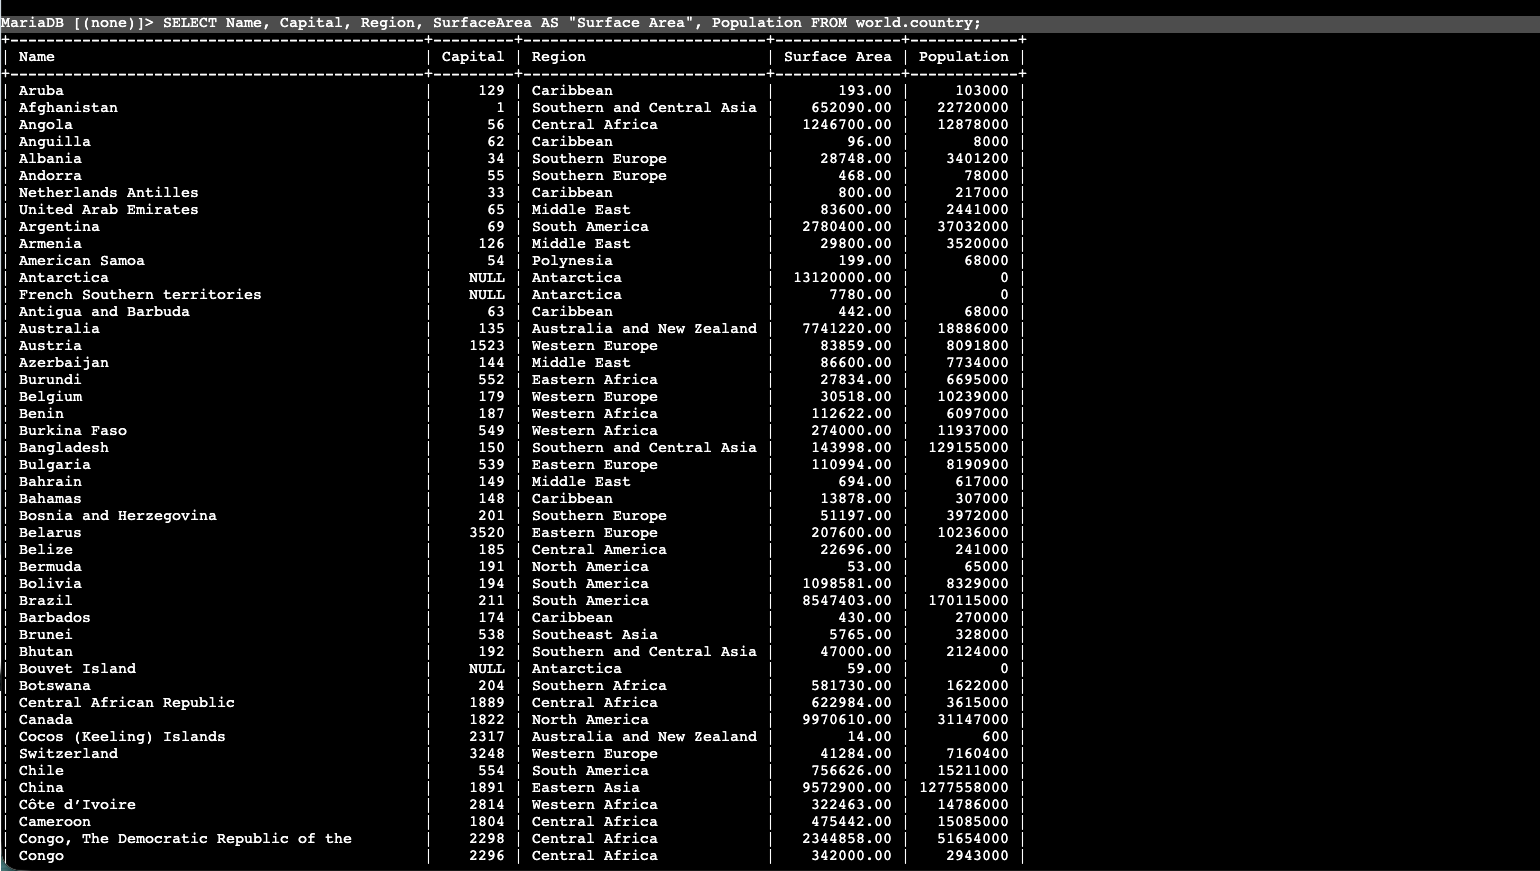 MariaDB [(none)]> SELECT Name, Capital, Region, SurfaceArea AS "Surface Area", Population FROM world.country;
+----------------------------------------------+---------+---------------------------+--------------+------------+
| Name | Capital | Region | Surface Area | Population |
+----------------------------------------------+---------+---------------------------+--------------+------------+
| Aruba | 129 | Caribbean | 193.00 | 103000 |
| Afghanistan | 1 | Southern and Central Asia | 652090.00 | 22720000 |
| Angola | 56 | Central Africa | 1246700.00 | 12878000 |
| Anguilla | 62 | Caribbean | 96.00 | 8000 |
| Albania | 34 | Southern Europe | 28748.00 | 3401200 |
| Andorra | 55 | Southern Europe | 468.00 | 78000 |
| Netherlands Antilles | 33 | Caribbean | 800.00 | 217000 |
| United Arab Emirates | 65 | Middle East | 83600.00 | 2441000 |
| Argentina | 69 | South America | 2780400.00 | 37032000 |
| Armenia | 126 | Middle East | 29800.00 | 3520000 |
| American Samoa | 54 | Polynesia | 199.00 | 68000 |
| Antarctica | NULL | Antarctica | 13120000.00 | 0 |
| French Southern territories | NULL | Antarctica | 7780.00 | 0 |
| Antigua and Barbuda | 63 | Caribbean | 442.00 | 68000 |
| Australia | 135 | Australia and New Zealand | 7741220.00 | 18886000 |
| Austria | 1523 | Western Europe | 83859.00 | 8091800 |
| Azerbaijan | 144 | Middle East | 86600.00 | 7734000 |
| Burundi | 552 | Eastern Africa | 27834.00 | 6695000 |
| Belgium | 179 | Western Europe | 30518.00 | 10239000 |
| Benin | 187 | Western Africa | 112622.00 | 6097000 |
| Burkina Faso | 549 | Western Africa | 274000.00 | 11937000 |
| Bangladesh | 150 | Southern and Central Asia | 143998.00 | 129155000 |
| Bulgaria | 539 | Eastern Europe | 110994.00 | 8190900 |
| Bahrain | 149 | Middle East | 694.00 | 617000 |
| Bahamas | 148 | Caribbean | 13878.00 | 307000 |
| Bosnia and Herzegovina | 201 | Southern Europe | 51197.00 | 3972000 |
| Belarus | 3520 | Eastern Europe | 207600.00 | 10236000 |
| Belize | 185 | Central America | 22696.00 | 241000 |
| Bermuda | 191 | North America | 53.00 | 65000 |
| Bolivia | 194 | South America | 1098581.00 | 8329000 |
| Brazil | 211 | South America | 8547403.00 | 170115000 |
| Barbados | 174 | Caribbean | 430.00 | 270000 |
| Brunei | 538 | Southeast Asia | 5765.00 | 328000 |
| Bhutan | 192 | Southern and Central Asia | 47000.00 | 2124000 |
| Bouvet Island | NULL | Antarctica | 59.00 | 0 |
| Botswana | 204 | Southern Africa | 581730.00 | 1622000 |
| Central African Republic | 1889 | Central Africa | 622984.00 | 3615000 |
| Canada | 1822 | North America | 9970610.00 | 31147000 |
| Cocos (Keeling) Islands | 2317 | Australia and New Zealand | 14.00 | 600 |
| Switzerland | 3248 | Western Europe | 41284.00 | 7160400 |
| Chile | 554 | South America | 756626.00 | 15211000 |
| China | 1891 | Eastern Asia | 9572900.00 | 1277558000 |
| Côte d’Ivoire | 2814 | Western Africa | 322463.00 | 14786000 |
| Cameroon | 1804 | Central Africa | 475442.00 | 15085000 |
| Congo, The Democratic Republic of the | 2298 | Central Africa | 2344858.00 | 51654000 |
| Congo | 2296 | Central Africa | 342000.00 | 2943000 |